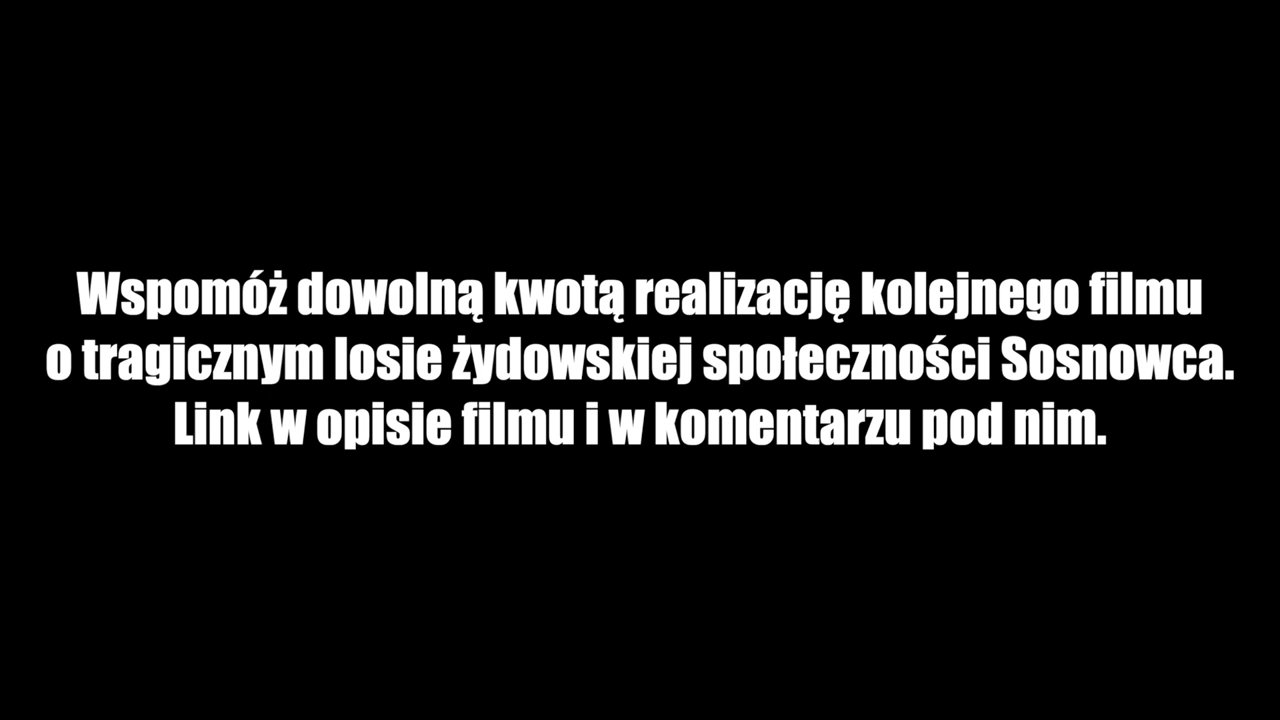 Wspomóż dowolną kwotą realizację kolejnego filmu
o tragicznym losie żydowskiej społeczności Sosnowca.
Link w opisie filmu i w komentarzu pod nim.